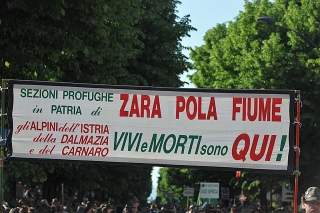 SEZIONI PROFUGHE
in PATRIA di
gli ALPINI dell'ISTRIA
della DALMAZIA
e del CARNARO
ZARA POLA FIUME
VIVI e MORTI sono QUI!